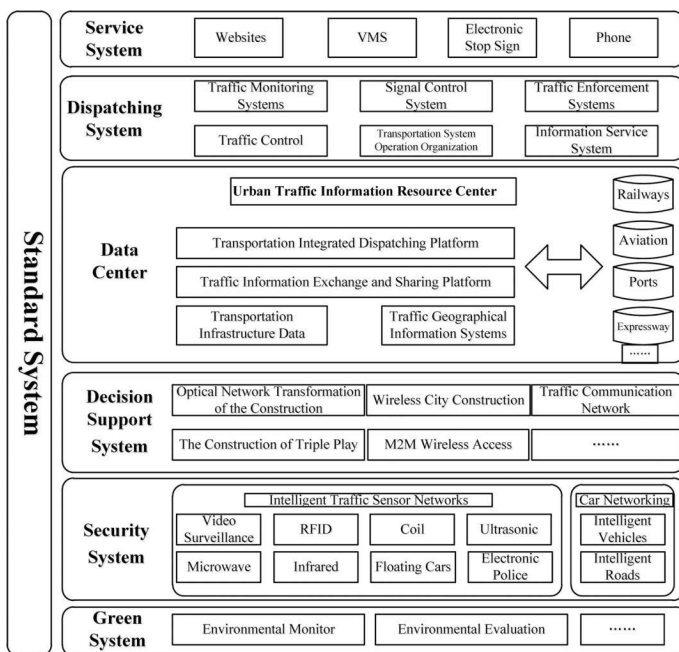 Standard System
Service
System
Websites
VMS
Electronic
Stop Sign
Phone
Dispatching
System
Traffic Monitoring
Systems
Signal Control
System
Traffic Enforcement
Systems
Traffic Control
Transportation System
Operation Organization
Information Service
System
Data
Center
Urban Traffic Information Resource Center
Transportation Integrated Dispatching Platform
Traffic Information Exchange and Sharing Platform
Transportation
Infrastructure Data
Traffic Geographical
Information Systems
Railways
Aviation
Ports
Expressway
……
Decision
Support
System
Optical Network Transformation
of the Construction
Wireless City Construction
Traffic Communication
Network
The Construction of Triple Play
M2M Wireless Access
……
Security
System
Intelligent Traffic Sensor Networks
Video
Surveillance
RFID
Coil
Ultrasonic
Microwave
Infrared
Floating Cars
Electronic
Police
Car Networking
Intelligent
Vehicles
Intelligent
Roads
Green
System
Environmental Monitor
Environmental Evaluation
……